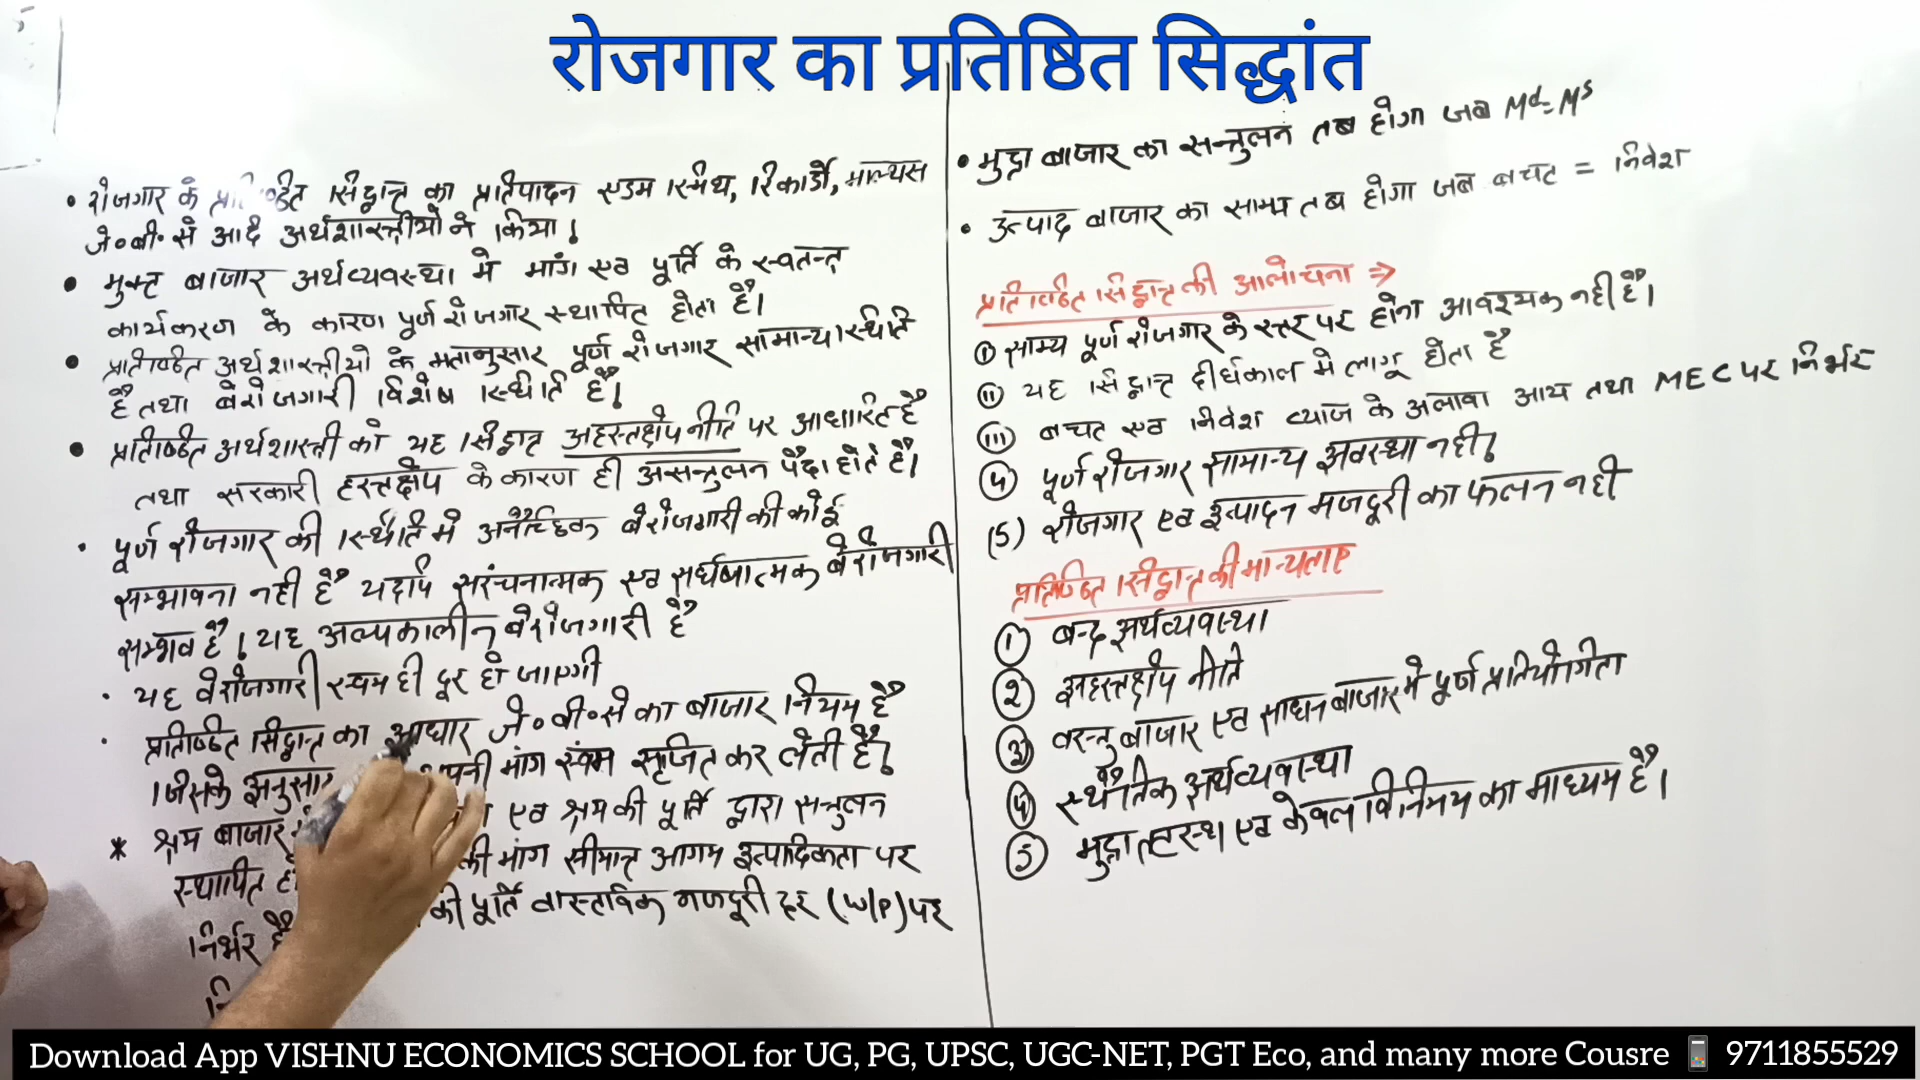 रोजगार का प्रतिष्ठित सिद्धांत
• रोजगार के सिद्धान्त का प्रतिपादन एडम स्मिथ, रिकार्डो, माल्थस
जे०बी०से आदि अर्थशास्त्रीयो ने किया।
• मुक्त बाजार अर्थव्यवस्था मे मांग एव पूर्ति के स्वतन्त्र
कार्यकरण के कारण पूर्ण रोजगार स्थापित होता है।
• प्रतिष्ठित अर्थशास्त्रीयो के मतानुसार पूर्ण रोजगार सामान्य स्थिति
है तथा बेरोजगारी विशेष स्थिति है।
• प्रतिष्ठित अर्थशास्त्री का यह सिद्धान्त अहस्तक्षेप नीति पर आधारित है
तथा सरकारी हस्तक्षेप के कारण ही असन्तुलन पैदा होते है।
• पूर्ण रोजगार की स्थिति मे अनैच्छिक बेरोजगारी की कोई
सम्भावना नही है यद्यपि सरंचनात्मक एव सर्घषात्मक बेरोजगारी
सम्भव है। यह अल्पकालीन बेरोजगारी है
• यह बेरोजगारी स्वयम ही दूर हो जाएगी
• प्रतिष्ठित सिद्धान्त का आधार जे०बी०से का बाजार नियम है
जिसके अनुसार मांग स्वंम सृजित कर लेती है।
* श्रम बाजार एव श्रम की पूर्ति द्वारा सन्तुलन
स्थापित की मांग सीमान्त आगम उत्पादिकता पर
निर्भर है की पूर्ति वास्तविक मजदूरी दर (W/P) पर
नि
• मुद्रा बाजार का सन्तुलन तब होगा जब Md=Ms
• उत्पाद बाजार का साम्य तब होगा जब बचत = निवेश
प्रतिष्ठित सिद्धान्त की आलोचना ⇒
(i) साम्य पूर्ण रोजगार के स्तर पर होना आवश्यक नही है।
(ii) यह सिद्धान्त दीर्घकाल मे लागू होता है
(iii) बचत एव निवेश व्याज के अलावा आय तथा MEC पर निर्भर
(4) पूर्ण रोजगार सामान्य अवस्था नही।
(5) रोजगार एव उत्पादन मजदूरी का फलन नही
प्रतिष्ठित सिद्धान्त की मान्यताए
(1) बन्द अर्थव्यवस्था
(2) अहस्तक्षेप नीति
(3) वस्तु बाजार एव साधन बाजार मे पूर्ण प्रतियोगिता
(4) स्थैतिक अर्थव्यवस्था
(5) मुद्रा तटस्थ एव केवल विनिमय का माध्यम है।
Download App VISHNU ECONOMICS SCHOOL for UG, PG, UPSC, UGC-NET, PGT Eco, and many more Cousre 9711855529